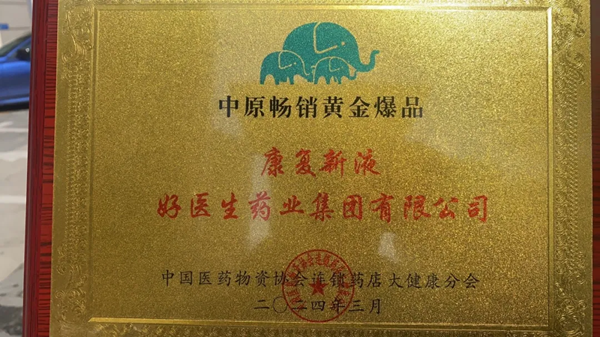 中原畅销黄金爆品
康复新液
好医生药业集团有限公司
中国医药物资协会连锁药店大健康分会
二〇二四年三月